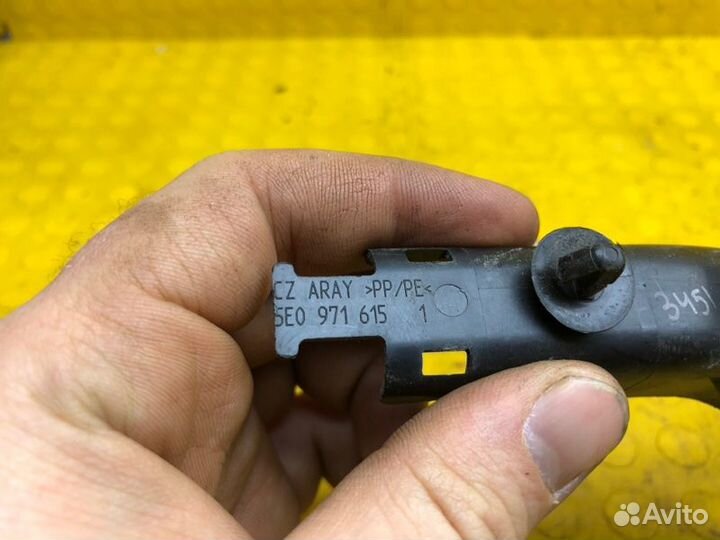 CZ ARAY >PP/PE<
5E0 971 615 1
3451
Avito